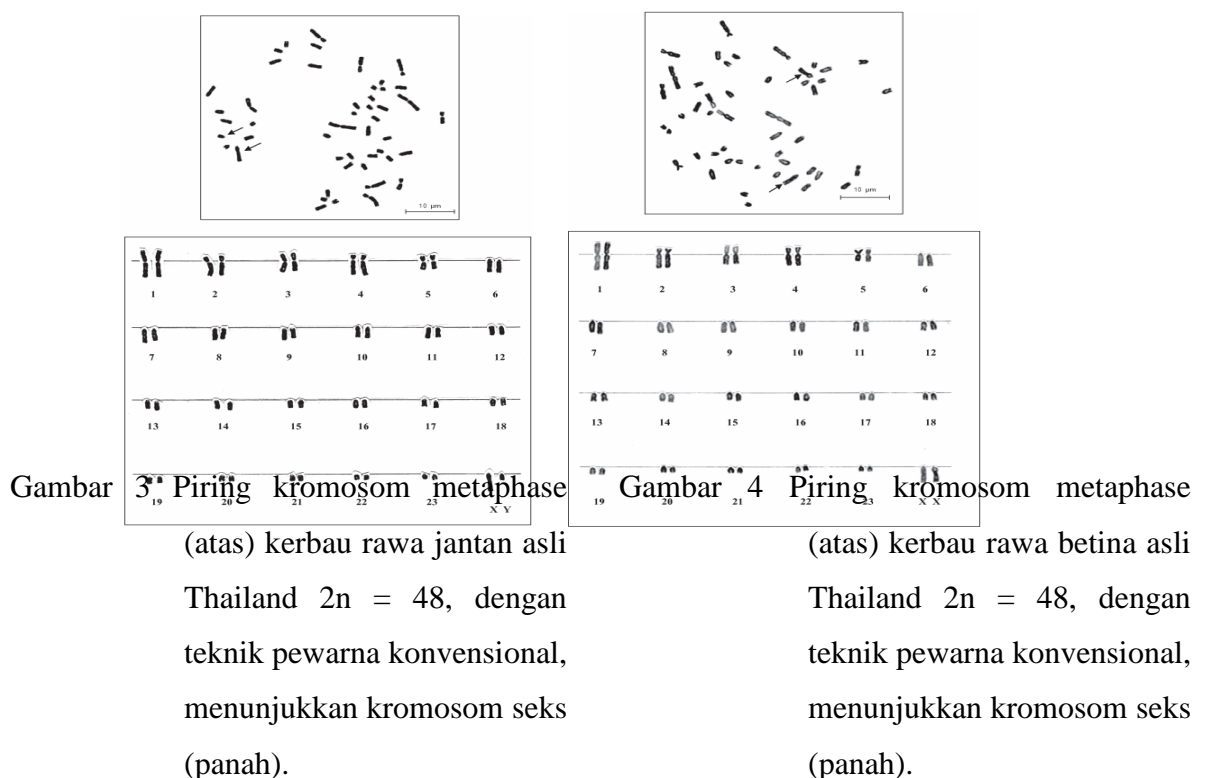 10 µm
1 2 3 4 5 6
7 8 9 10 11 12
13 14 15 16 17 18
19 20 21 22 23 X Y
Gambar 3 Piring kromosom metaphase
(atas) kerbau rawa jantan asli
Thailand 2n = 48, dengan
teknik pewarna konvensional,
menunjukkan kromosom seks
(panah).
10 µm
1 2 3 4 5 6
7 8 9 10 11 12
13 14 15 16 17 18
19 20 21 22 23 X X
Gambar 4 Piring kromosom metaphase
(atas) kerbau rawa betina asli
Thailand 2n = 48, dengan
teknik pewarna konvensional,
menunjukkan kromosom seks
(panah).